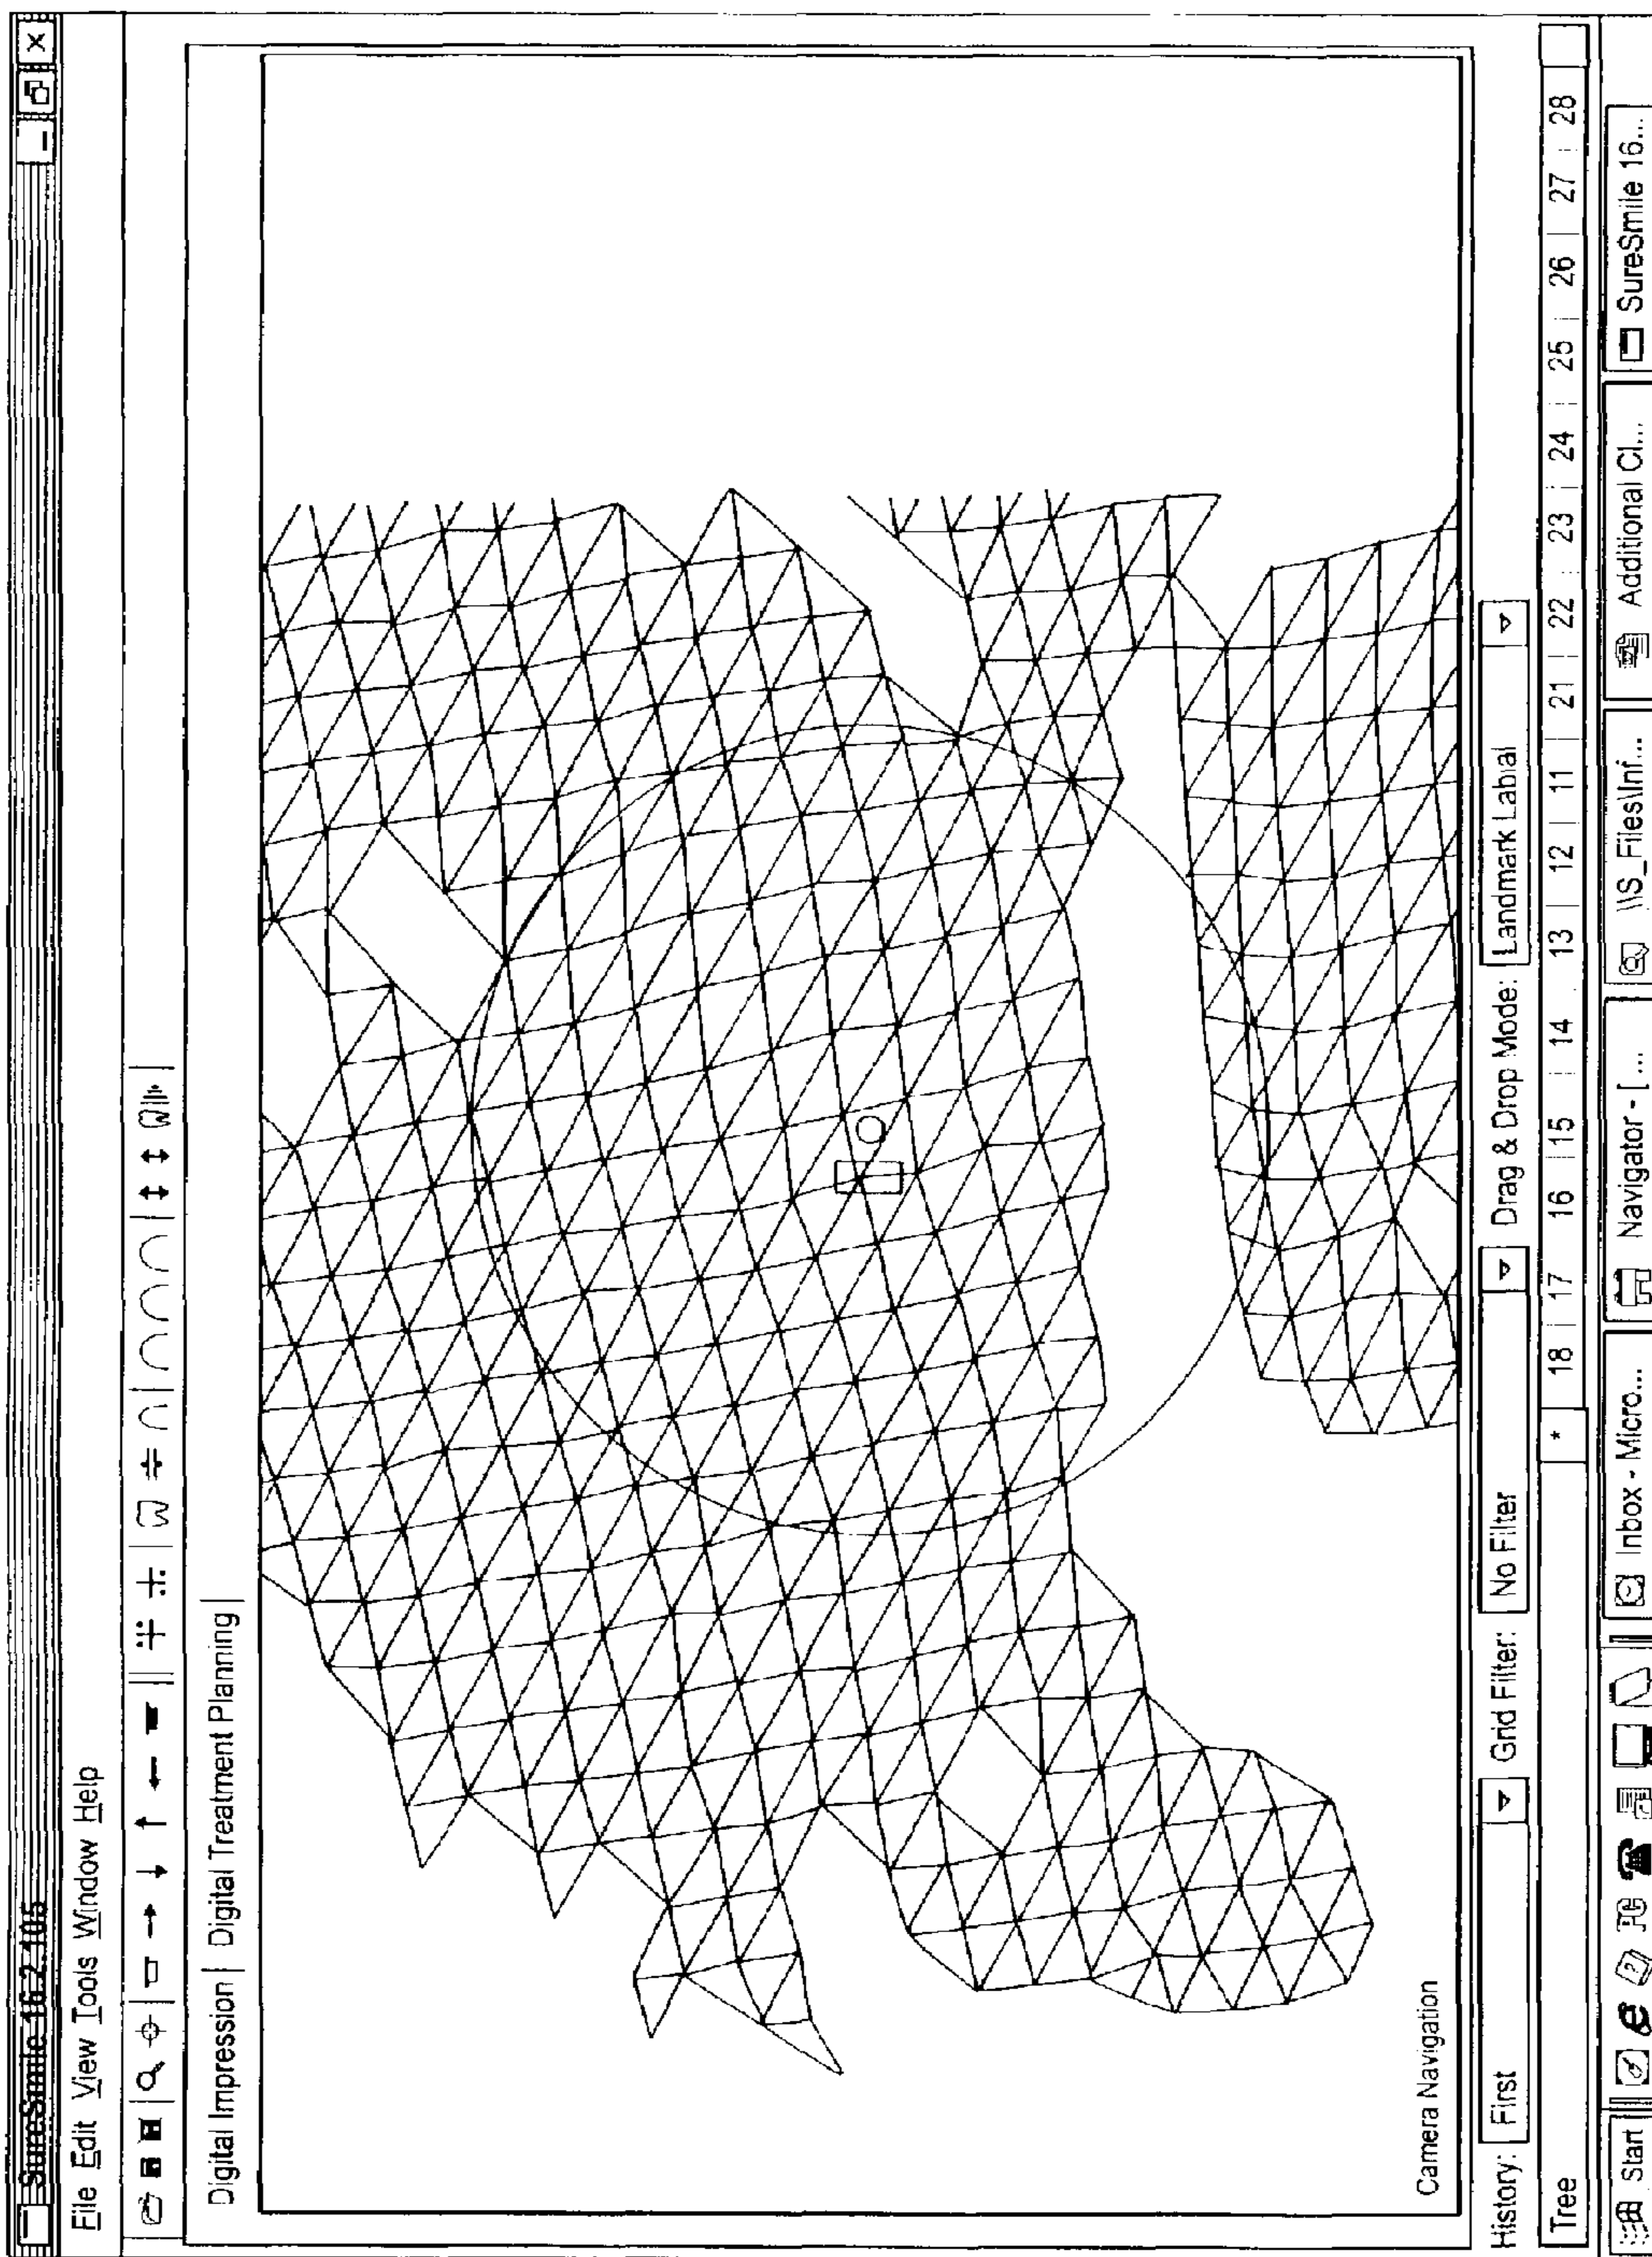 SureSmile 16.2.105
File Edit View Tools Window Help
Digital Impression | Digital Treatment Planning |
Camera Navigation
History: First Grid Filter: No Filter Drag & Drop Mode: Landmark Labial
Tree * 18 17 16 15 14 13 12 11 21 22 23 24 25 26 27 28
Start Inbox - Micro... Navigator - [ ... \\S_Files\Inf... Additional Cl... SureSmile 16...